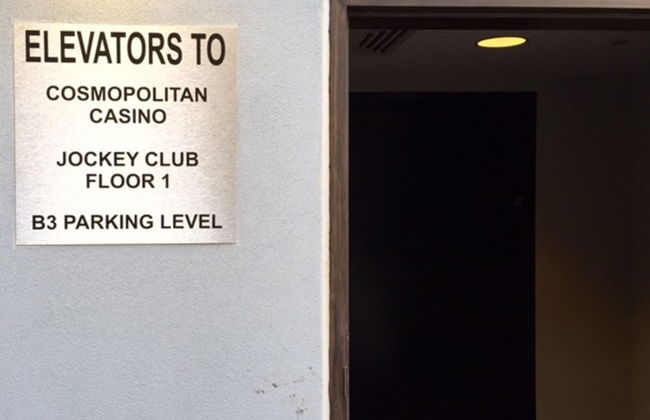 ELEVATORS TO
COSMOPOLITAN
CASINO
JOCKEY CLUB
FLOOR 1
B3 PARKING LEVEL